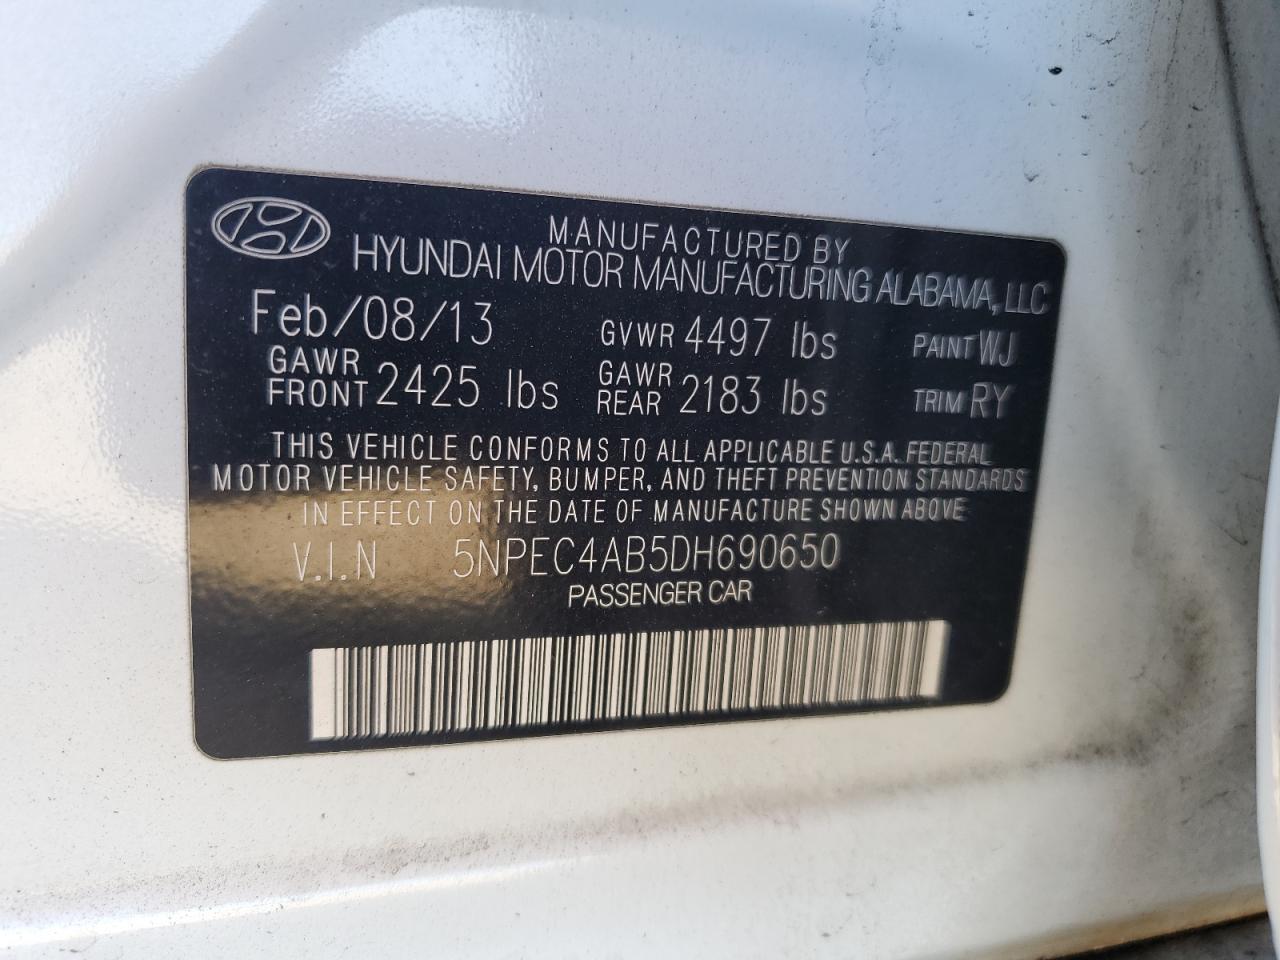 MANUFACTURED BY
HYUNDAI MOTOR MANUFACTURING ALABAMA, LLC
Feb/08/13 GVWR 4497 lbs PAINT WJ
GAWR FRONT 2425 lbs GAWR REAR 2183 lbs TRIM RY
THIS VEHICLE CONFORMS TO ALL APPLICABLE U.S.A. FEDERAL
MOTOR VEHICLE SAFETY, BUMPER, AND THEFT PREVENTION STANDARDS
IN EFFECT ON THE DATE OF MANUFACTURE SHOWN ABOVE
V.I.N 5NPEC4AB5DH690650
PASSENGER CAR